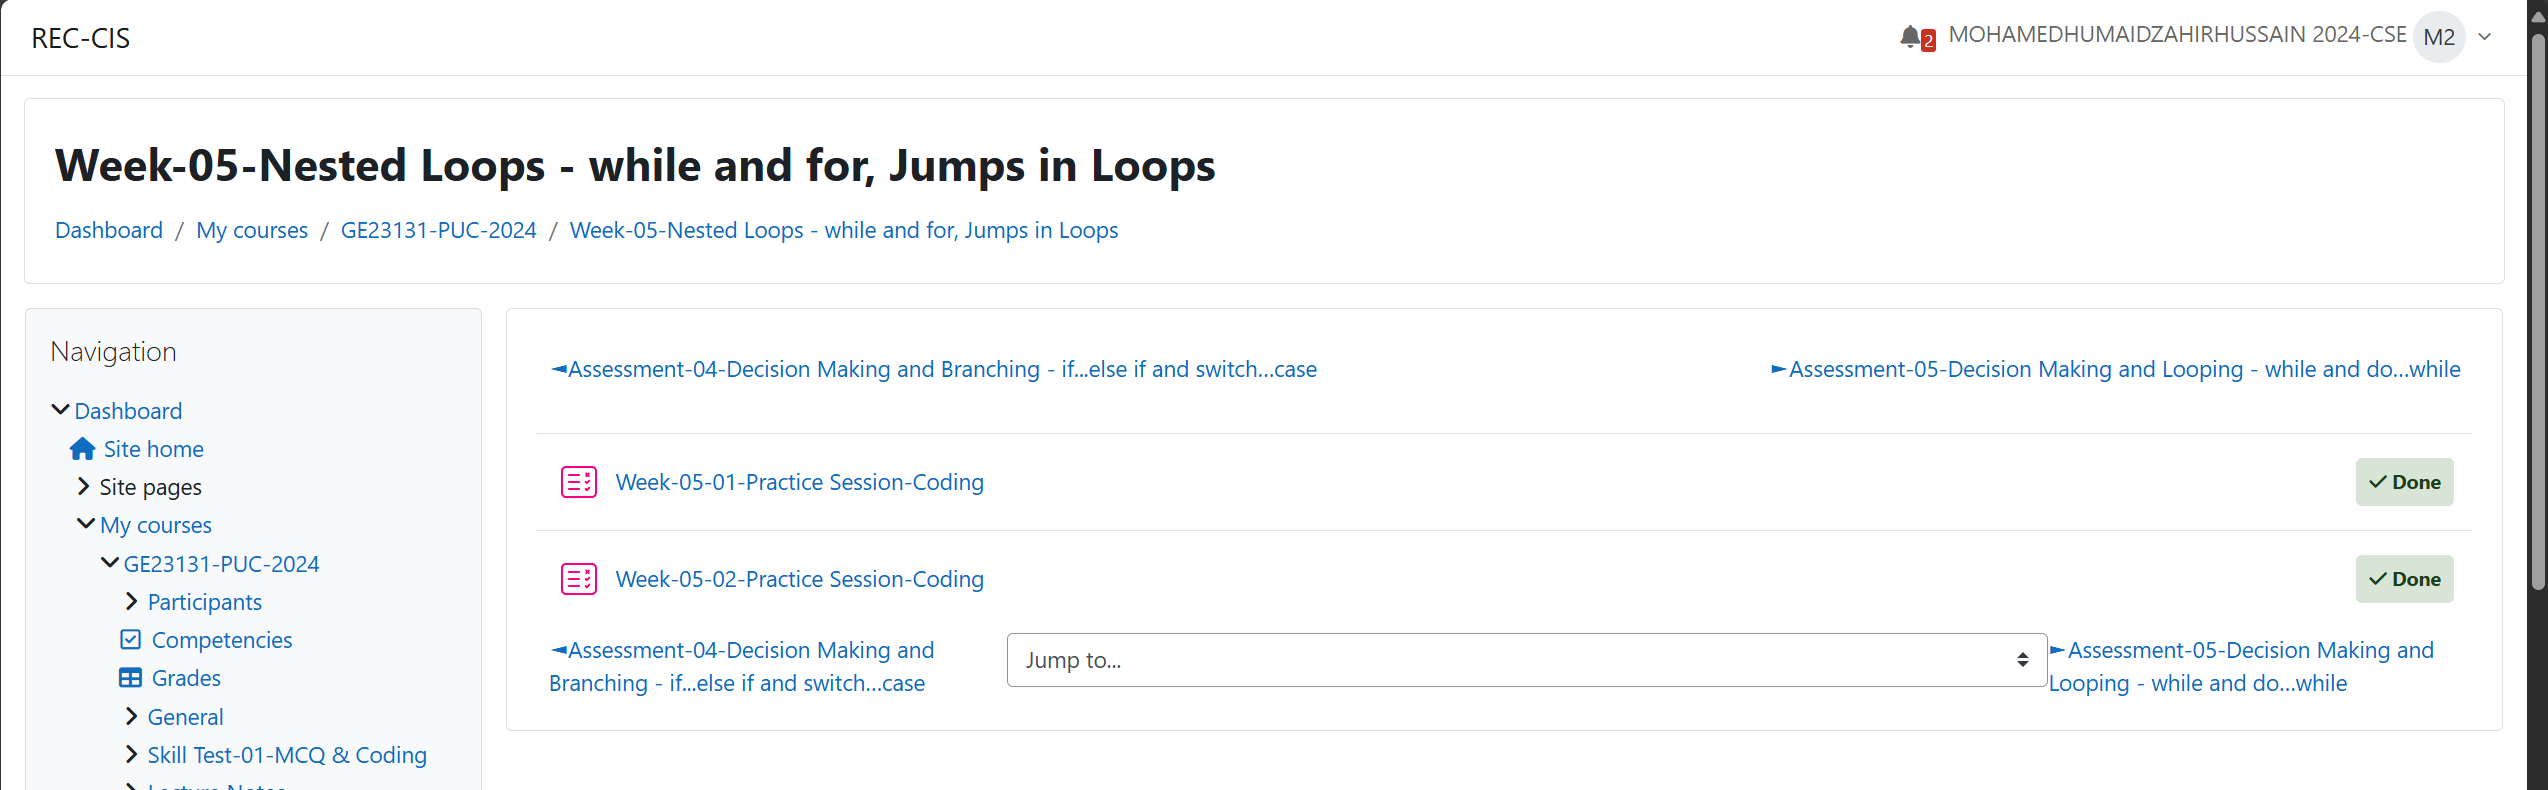 REC-CIS
2 MOHAMEDHUMAIDZAHIRHUSSAIN 2024-CSE M2
Week-05-Nested Loops - while and for, Jumps in Loops
Dashboard / My courses / GE23131-PUC-2024 / Week-05-Nested Loops - while and for, Jumps in Loops
Navigation
Dashboard
Site home
Site pages
My courses
GE23131-PUC-2024
Participants
Competencies
Grades
General
Skill Test-01-MCQ & Coding
Lecture Notes
◄Assessment-04-Decision Making and Branching - if...else if and switch...case
►Assessment-05-Decision Making and Looping - while and do...while
Week-05-01-Practice Session-Coding
Done
Week-05-02-Practice Session-Coding
Done
◄Assessment-04-Decision Making and
Branching - if...else if and switch...case
Jump to...
►Assessment-05-Decision Making and
Looping - while and do...while